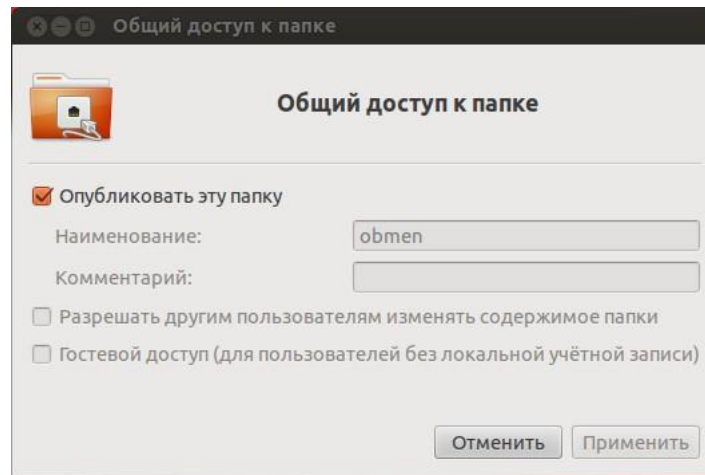 Общий доступ к папке
Общий доступ к папке
Опубликовать эту папку
Наименование: obmen
Комментарий:
Разрешать другим пользователям изменять содержимое папки
Гостевой доступ (для пользователей без локальной учётной записи)
Отменить Применить